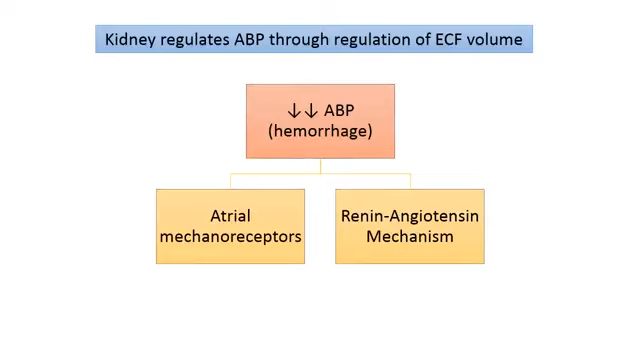 Kidney regulates ABP through regulation of ECF volume
↓↓ ABP
(hemorrhage)
Atrial
mechanoreceptors
Renin-Angiotensin
Mechanism